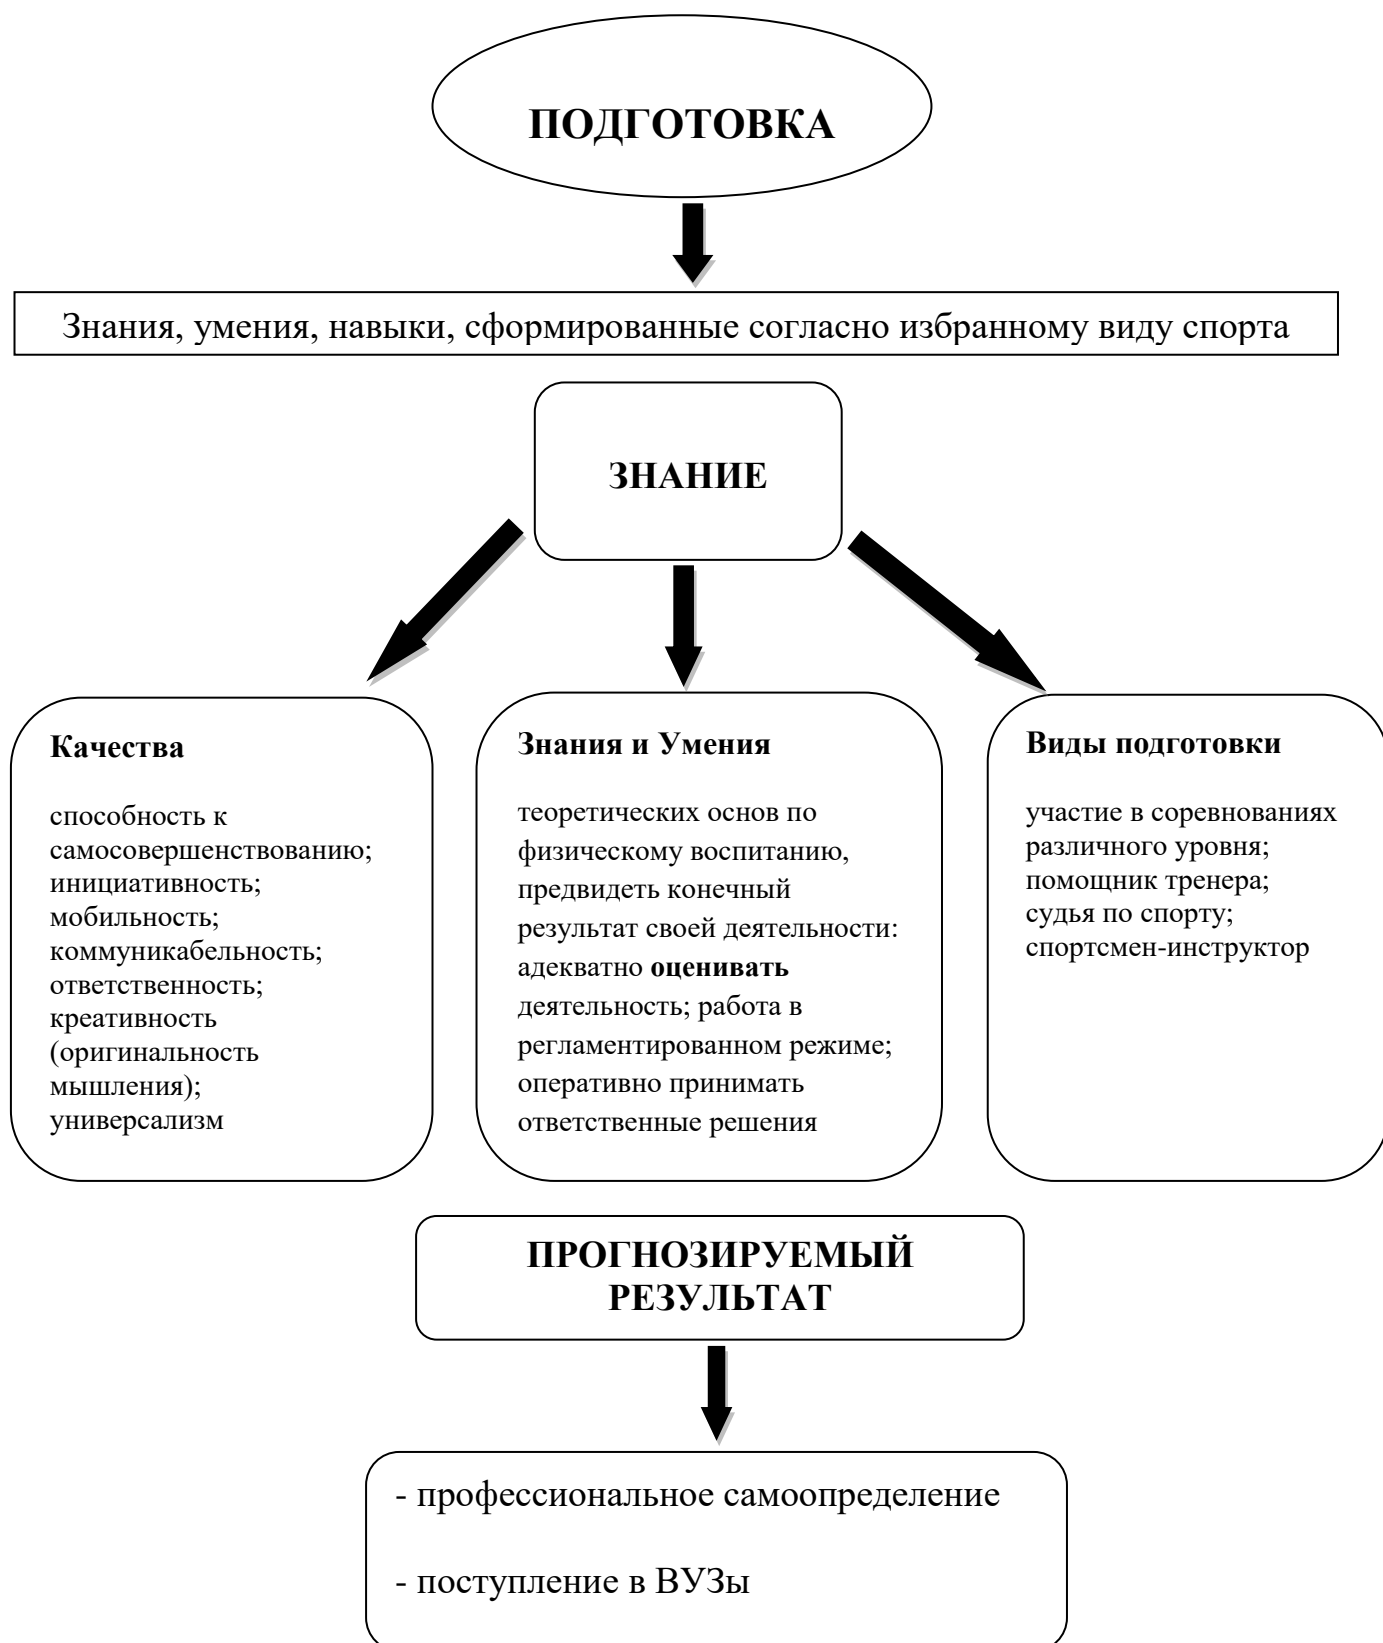 ПОДГОТОВКА
Знания, умения, навыки, сформированные согласно избранному виду спорта
ЗНАНИЕ
Качества
способность к
самосовершенствованию;
инициативность;
мобильность;
коммуникабельность;
ответственность;
креативность
(оригинальность
мышления);
универсализм
Знания и Умения
теоретических основ по
физическому воспитанию,
предвидеть конечный
результат своей деятельности:
адекватно оценивать
деятельность; работа в
регламентированном режиме;
оперативно принимать
ответственные решения
Виды подготовки
участие в соревнованиях
различного уровня;
помощник тренера;
судья по спорту;
спортсмен-инструктор
ПРОГНОЗИРУЕМЫЙ
РЕЗУЛЬТАТ
- профессиональное самоопределение
- поступление в ВУЗы